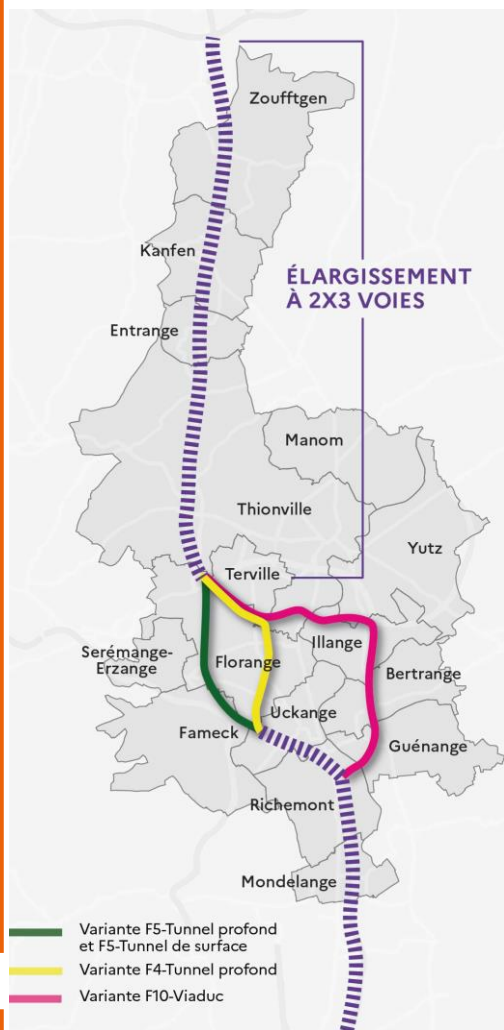 Zoufftgen
Kanfen
ÉLARGISSEMENT
À 2X3 VOIES
Entrange
Manom
Thionville
Yutz
Terville
Illange
Serémange-
Erzange
Florange
Bertrange
Uckange
Fameck
Guénange
Richemont
Mondelange
Variante F5-Tunnel profond
et F5-Tunnel de surface
Variante F4-Tunnel profond
Variante F10-Viaduc